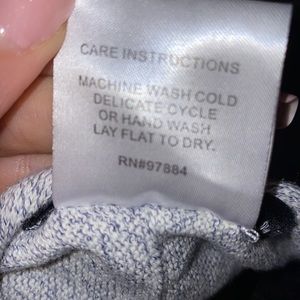 CARE INSTRUCTIONS
MACHINE WASH COLD
DELICATE CYCLE
OR HAND WASH
LAY FLAT TO DRY.
RN#97884